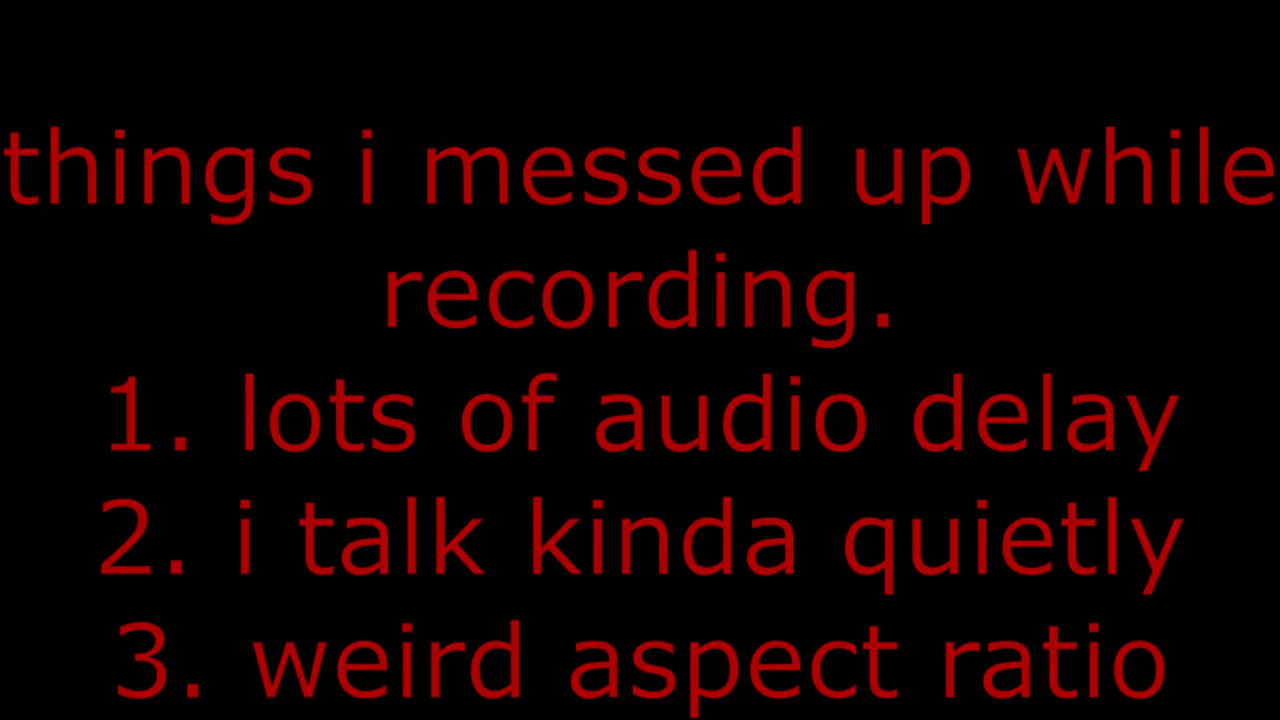 things i messed up while
recording.
1. lots of audio delay
2. i talk kinda quietly
3. weird aspect ratio